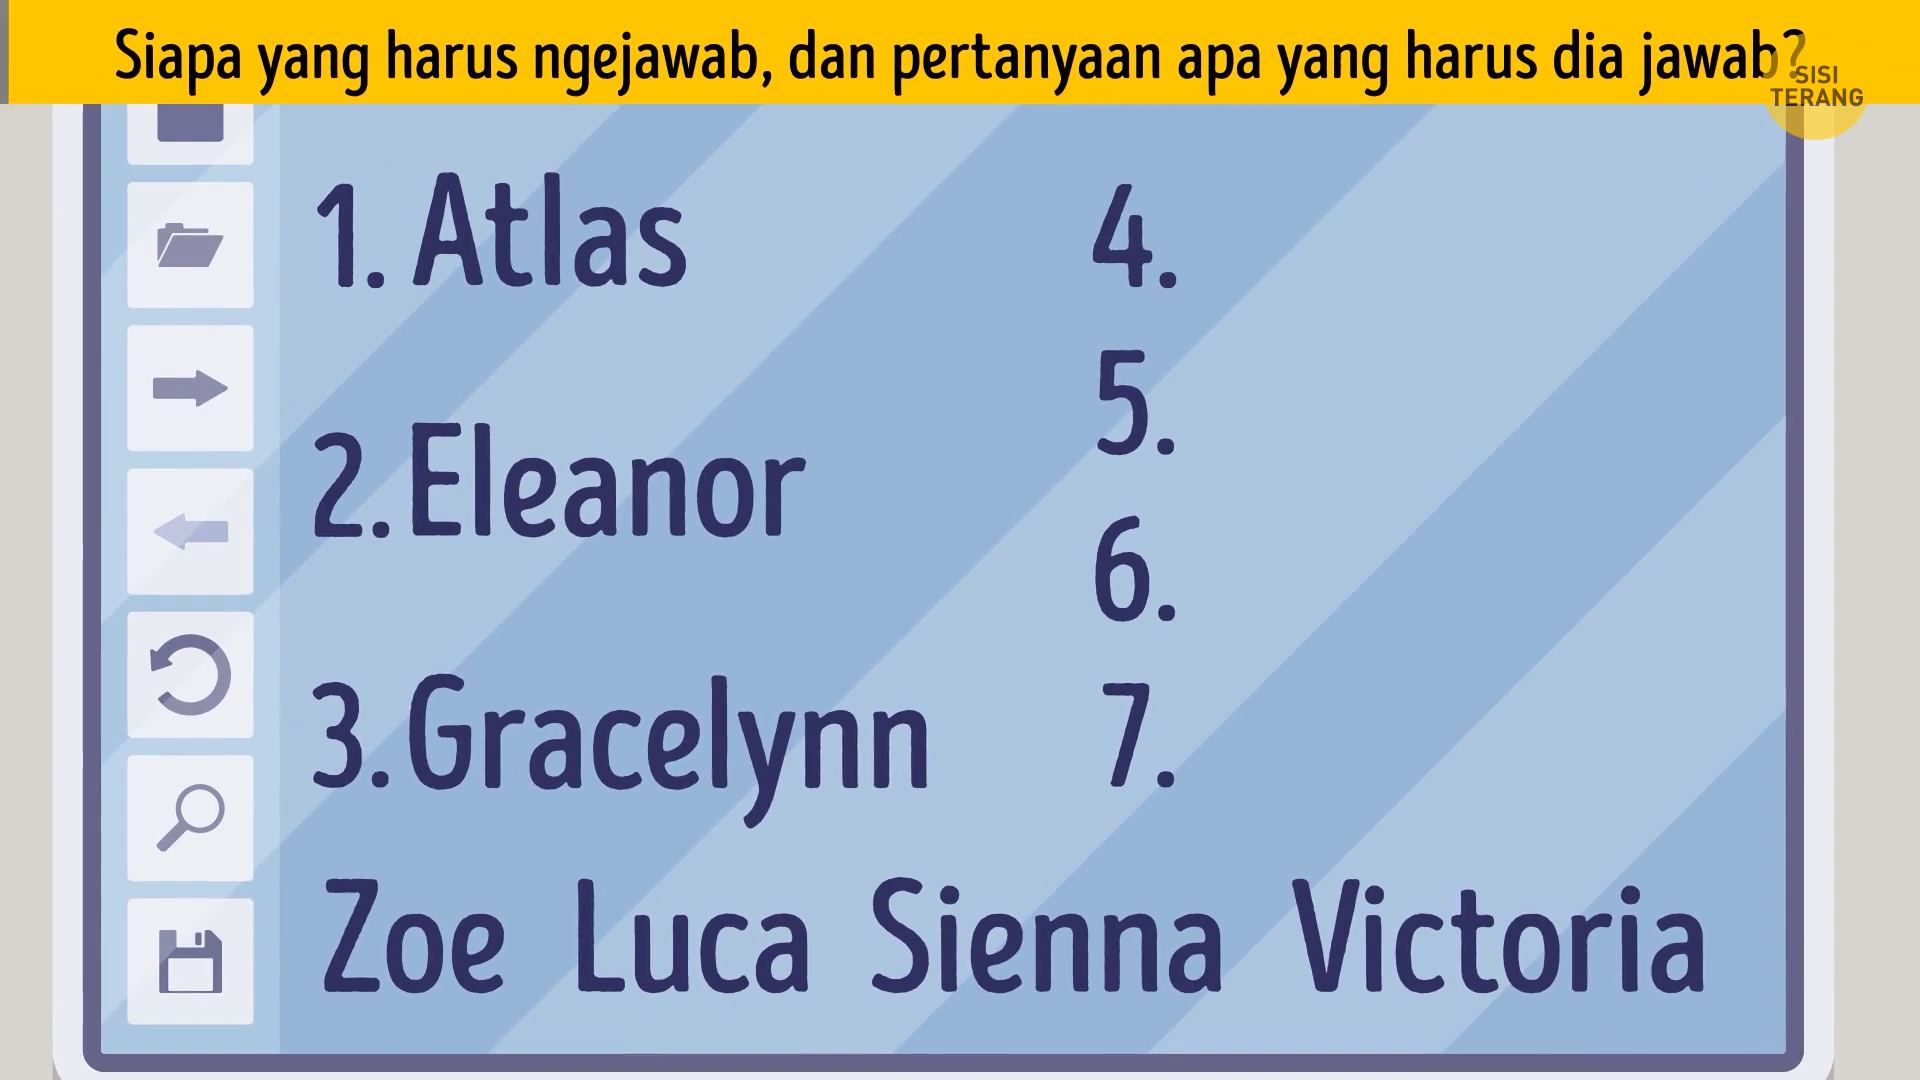 Siapa yang harus ngejawab, dan pertanyaan apa yang harus dia jawab?
SISI
TERANG
1. Atlas
2. Eleanor
3. Gracelynn
4.
5.
6.
7.
Zoe Luca Sienna Victoria